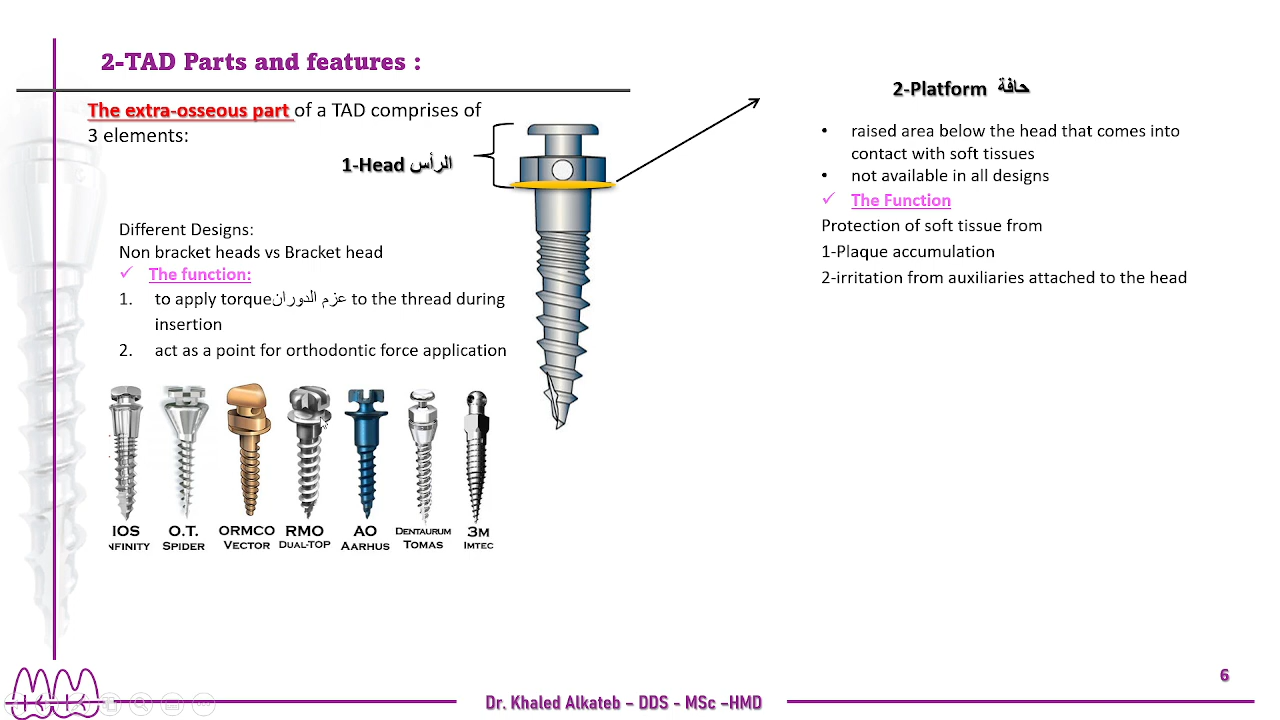 2-TAD Parts and features :
The extra-osseous part of a TAD comprises of
3 elements:
1-Head الرأس
Different Designs:
Non bracket heads vs Bracket head
✓ The function:
1. to apply torque عزم الدوران to the thread during
insertion
2. act as a point for orthodontic force application
IOS
NFINITY
O.T.
SPIDER
ORMCO
VECTOR
RMO
DUAL-TOP
AO
AARHUS
DENTAURUM
TOMAS
3M
IMTEC
2-Platform حافة
• raised area below the head that comes into
contact with soft tissues
• not available in all designs
✓ The Function
Protection of soft tissue from
1-Plaque accumulation
2-irritation from auxiliaries attached to the head
6
Dr. Khaled Alkateb – DDS - MSc –HMD